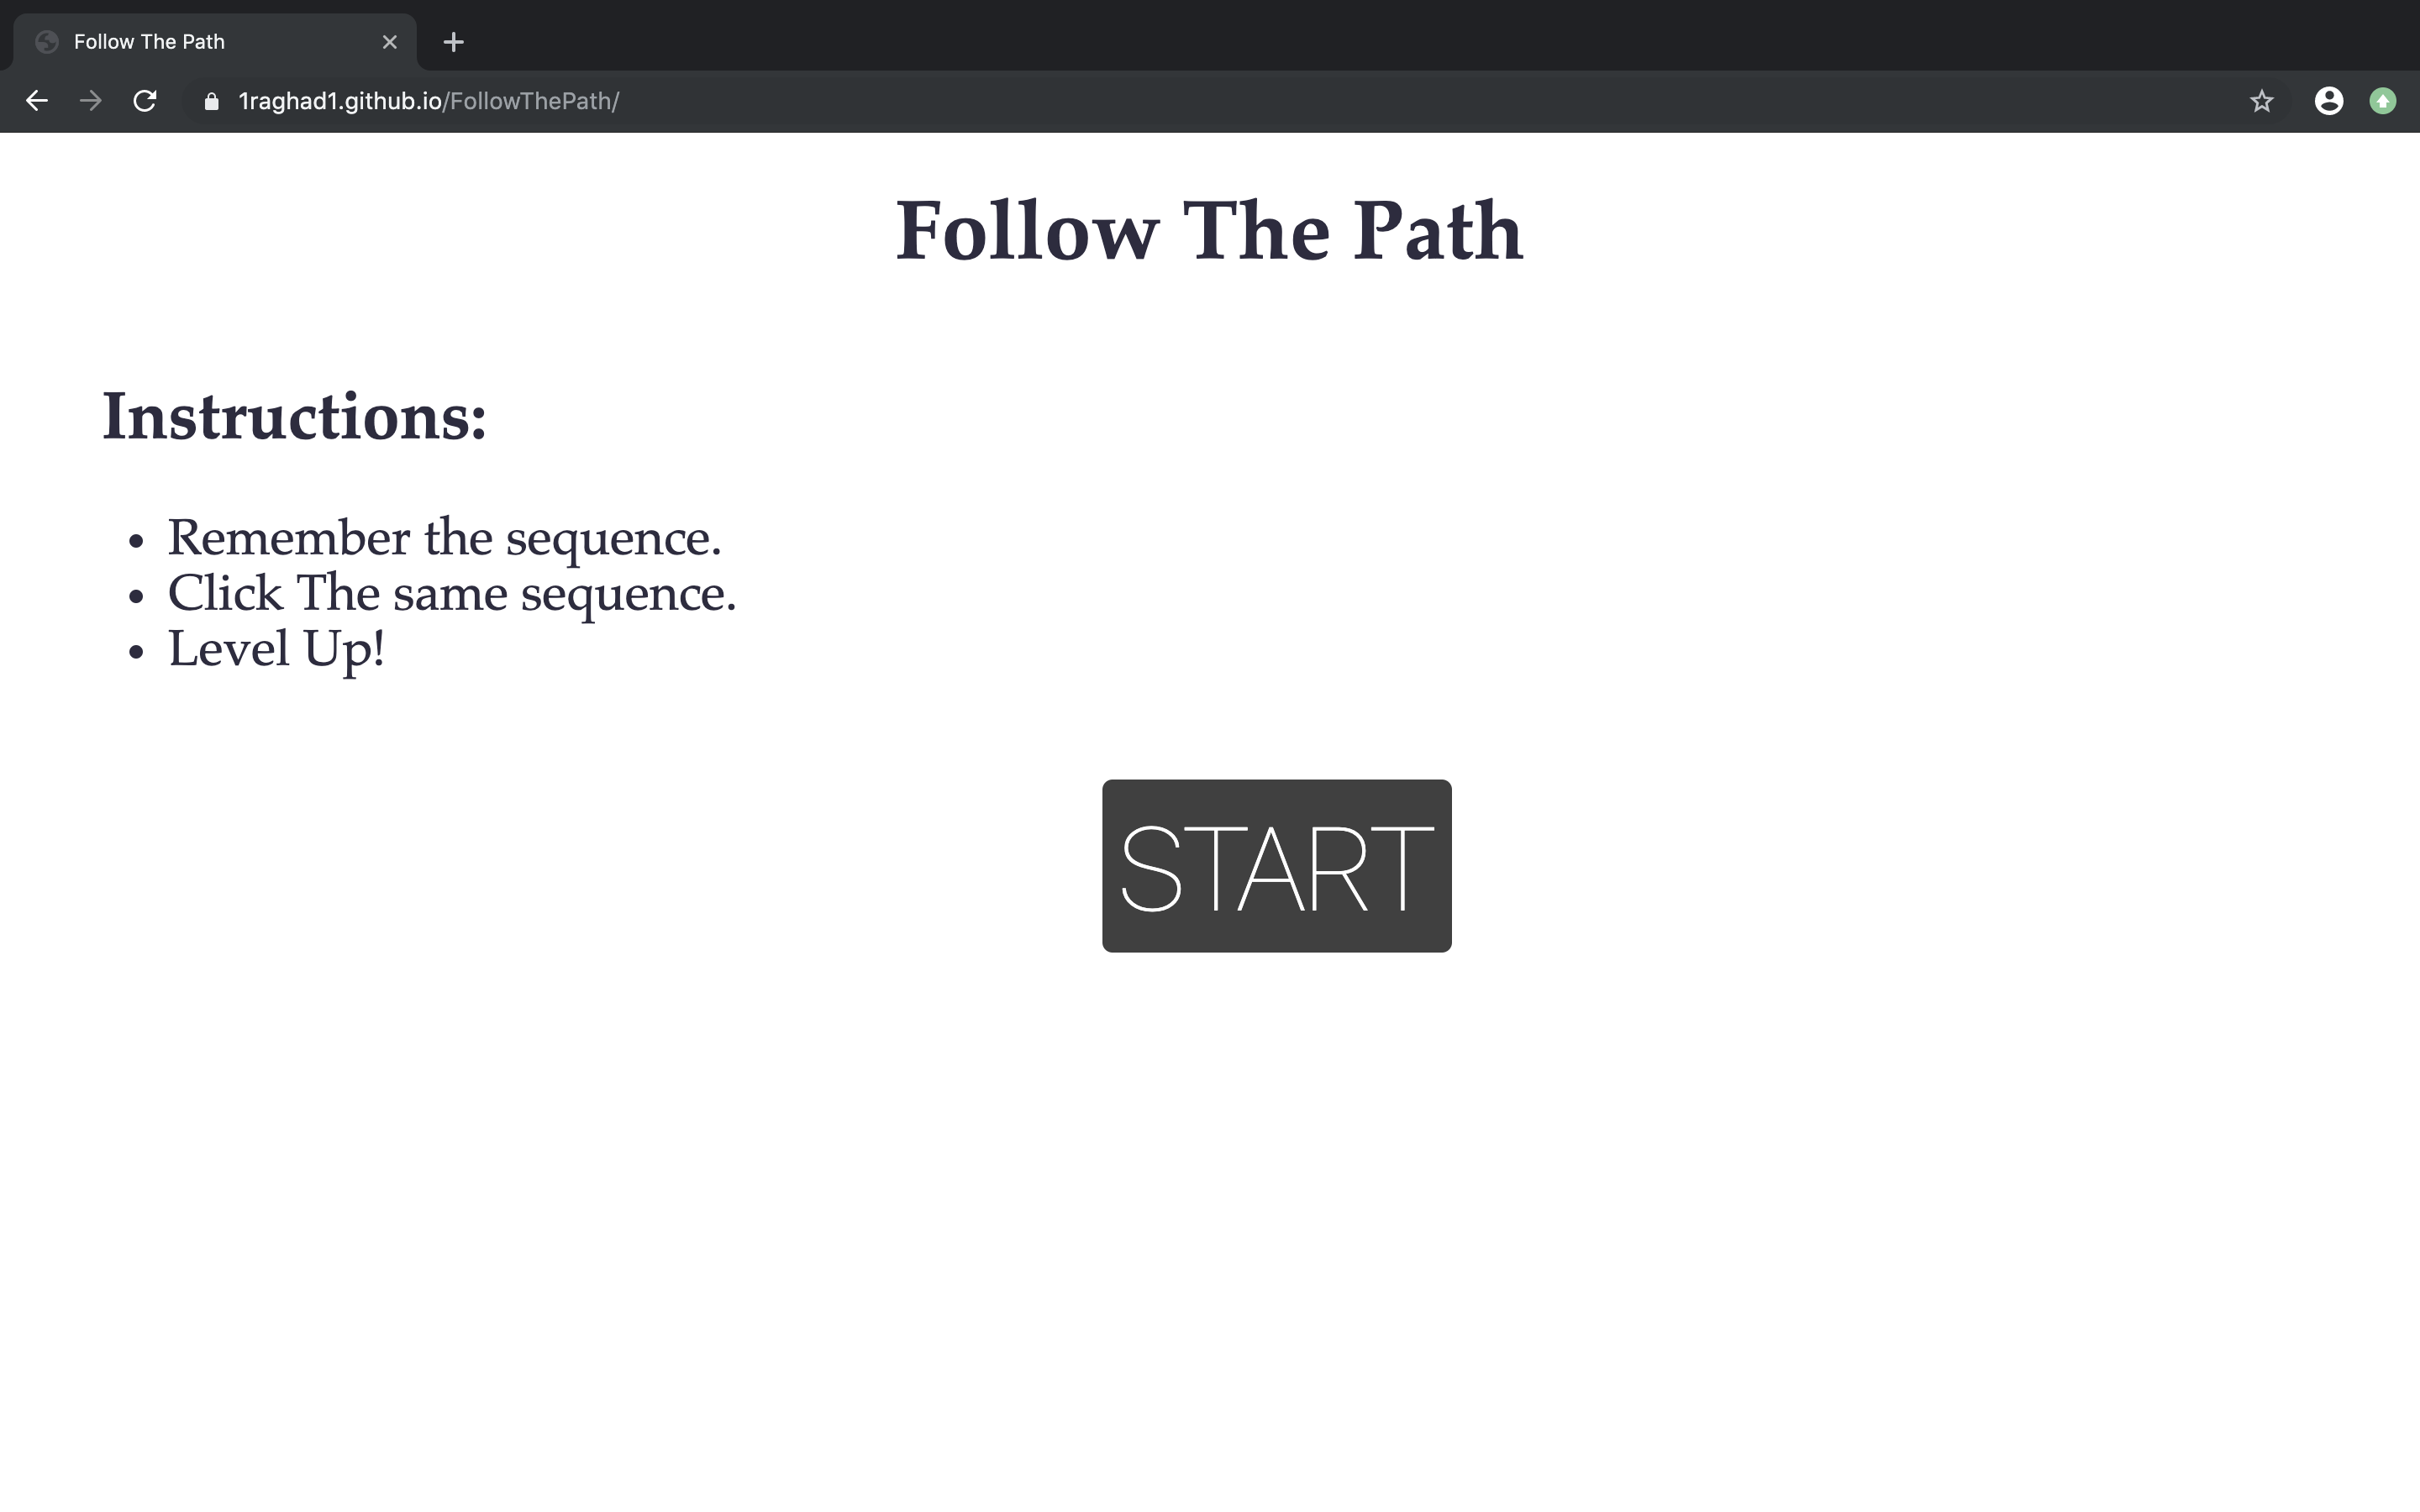 Follow The Path
1raghad1.github.io/FollowThePath/
Follow The Path
Instructions:
Remember the sequence.
Click The same sequence.
Level Up!
START